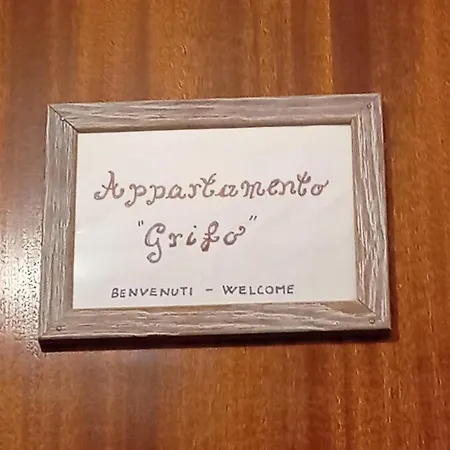 Appartamento
"Grifo"
BENVENUTI - WELCOME